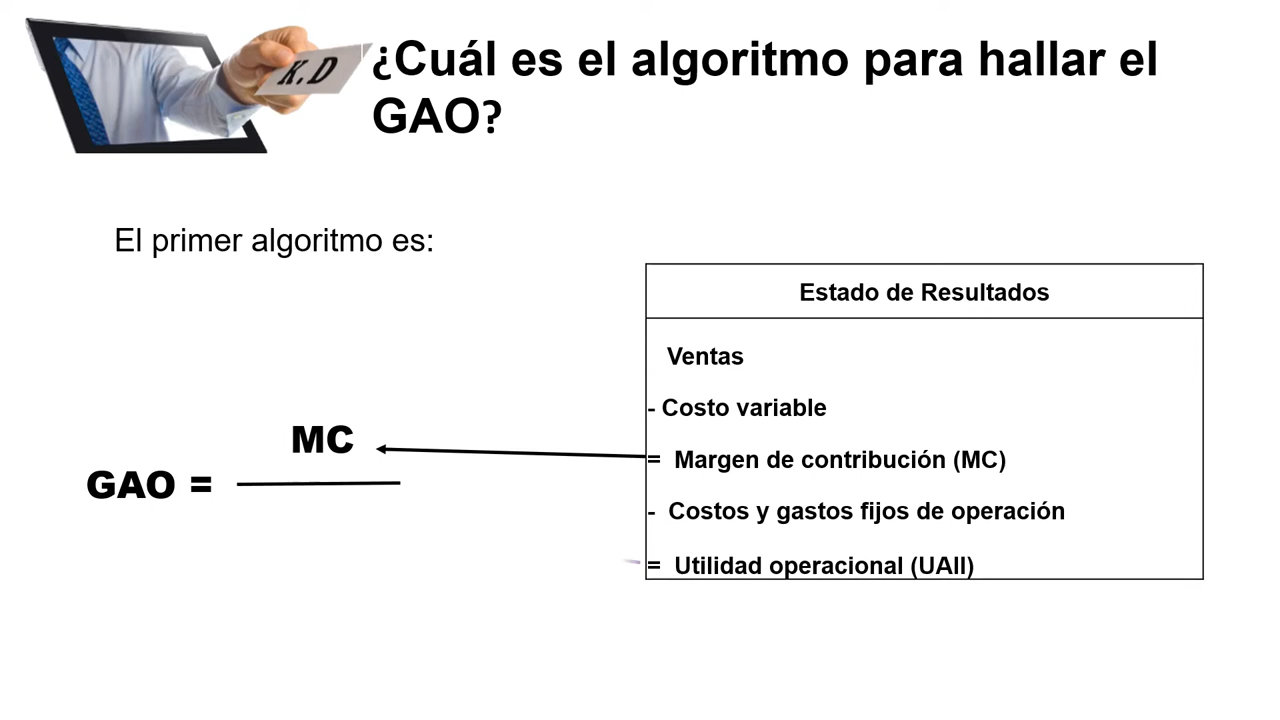 K.D
¿Cuál es el algoritmo para hallar el
GAO?
El primer algoritmo es:
Estado de Resultados
Ventas
- Costo variable
= Margen de contribución (MC)
- Costos y gastos fijos de operación
= Utilidad operacional (UAII)
MC
GAO =